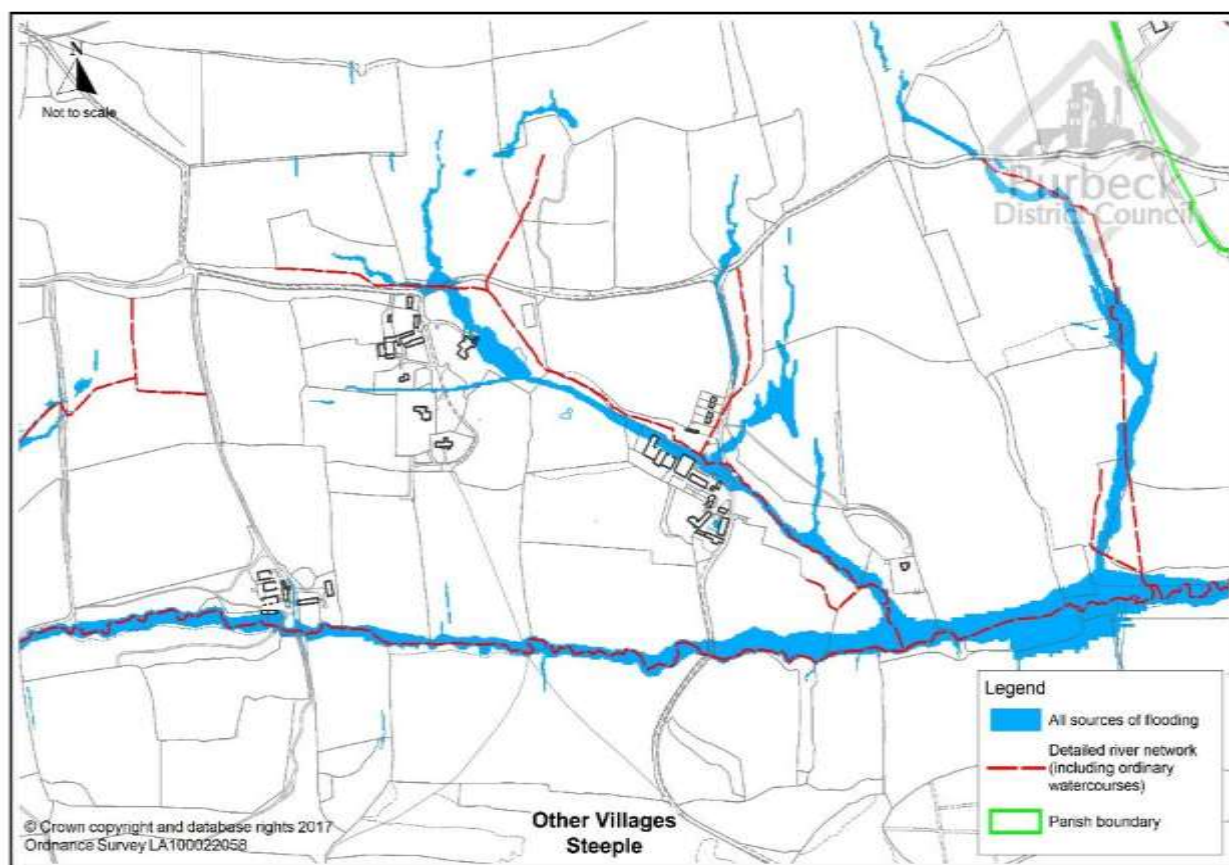 N
Not to scale
Purbeck
District Council
Legend
All sources of flooding
Detailed river network
(including ordinary
watercourses)
Parish boundary
© Crown copyright and database rights 2017
Ordnance Survey LA100022058
Other Villages
Steeple